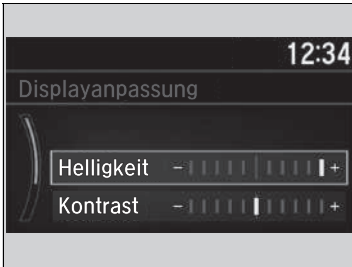 12:34
Displayanpassung
Helligkeit - +
Kontrast - +